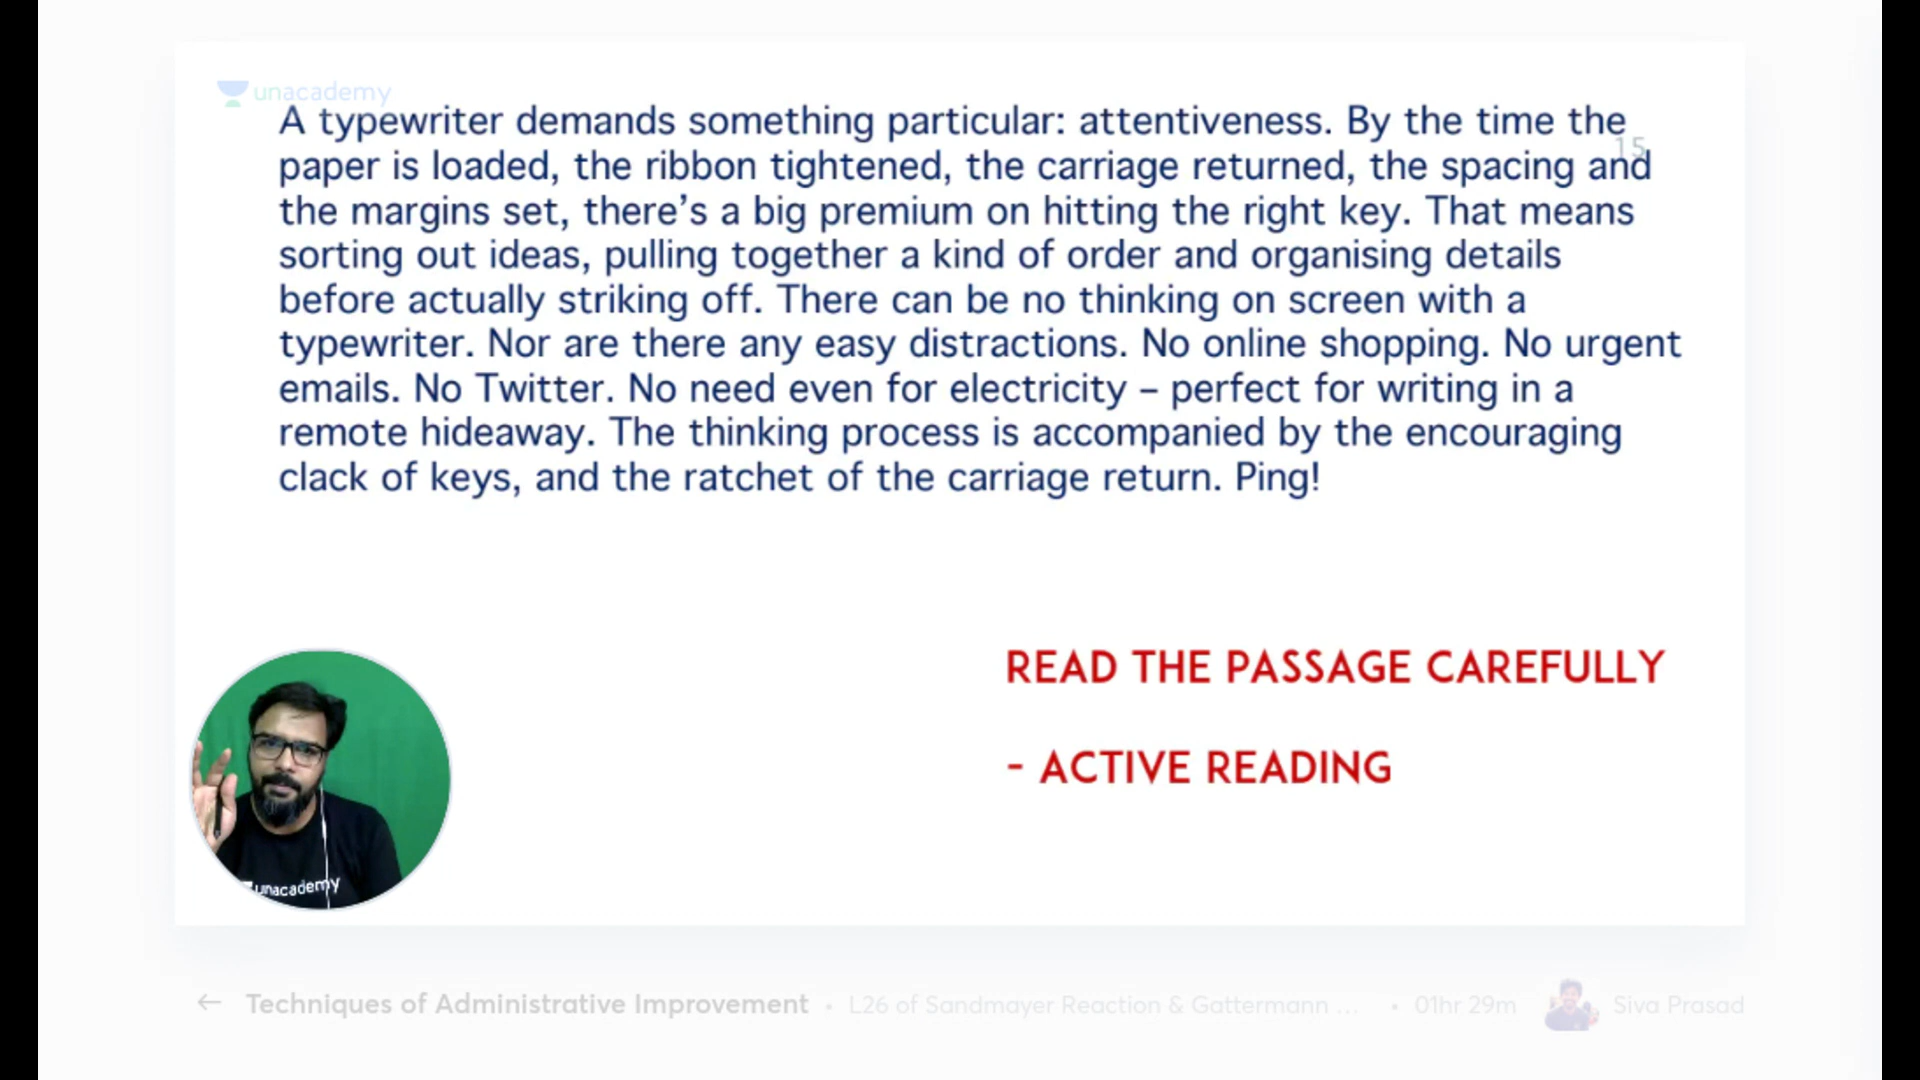 unacademy
A typewriter demands something particular: attentiveness. By the time the
15
paper is loaded, the ribbon tightened, the carriage returned, the spacing and
the margins set, there’s a big premium on hitting the right key. That means
sorting out ideas, pulling together a kind of order and organising details
before actually striking off. There can be no thinking on screen with a
typewriter. Nor are there any easy distractions. No online shopping. No urgent
emails. No Twitter. No need even for electricity – perfect for writing in a
remote hideaway. The thinking process is accompanied by the encouraging
clack of keys, and the ratchet of the carriage return. Ping!
READ THE PASSAGE CAREFULLY
- ACTIVE READING
unacademy
← Techniques of Administrative Improvement • L26 of Sandmayer Reaction & Gattermann ... • 01hr 29m Siva Prasad